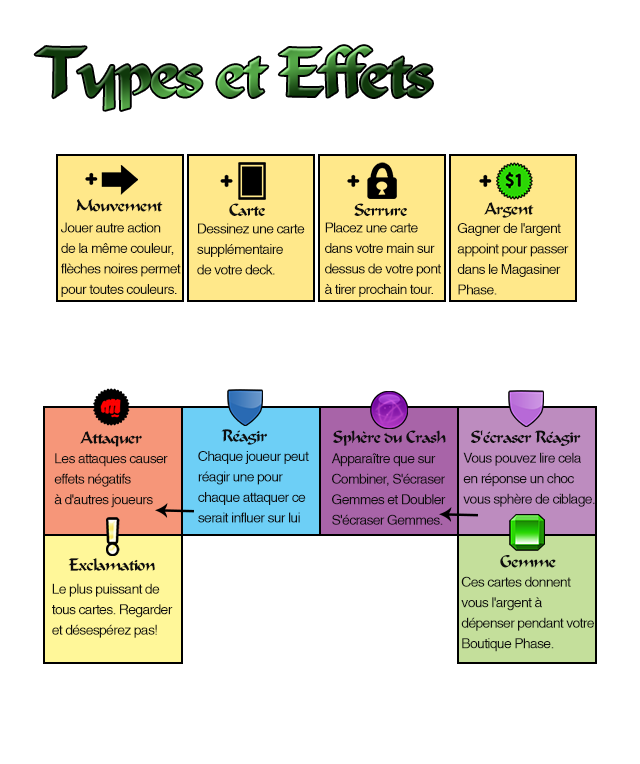 Types et Effets
+
Mouvement
Jouer autre action
de la même couleur,
flèches noires permet
pour toutes couleurs.
+
Carte
Dessinez une carte
supplémentaire
de votre deck.
+
Serrure
Placez une carte
dans votre main sur
dessus de votre pont
à tirer prochain tour.
+ $1
Argent
Gagner de l'argent
appoint pour passer
dans le Magasiner
Phase.
Attaquer
Les attaques causer
effets négatifs
à d'autres joueurs
Réagir
Chaque joueur peut
réagir une pour
chaque attaquer ce
serait influer sur lui
Sphère du Crash
Apparaître que sur
Combiner, S'écraser
Gemmes et Doubler
S'écraser Gemmes.
S'écraser Réagir
Vous pouvez lire cela
en réponse un choc
vous sphère de ciblage.
Exclamation
Le plus puissant de
tous cartes. Regarder
et désespérez pas!
Gemme
Ces cartes donnent
vous l'argent à
dépenser pendant votre
Boutique Phase.